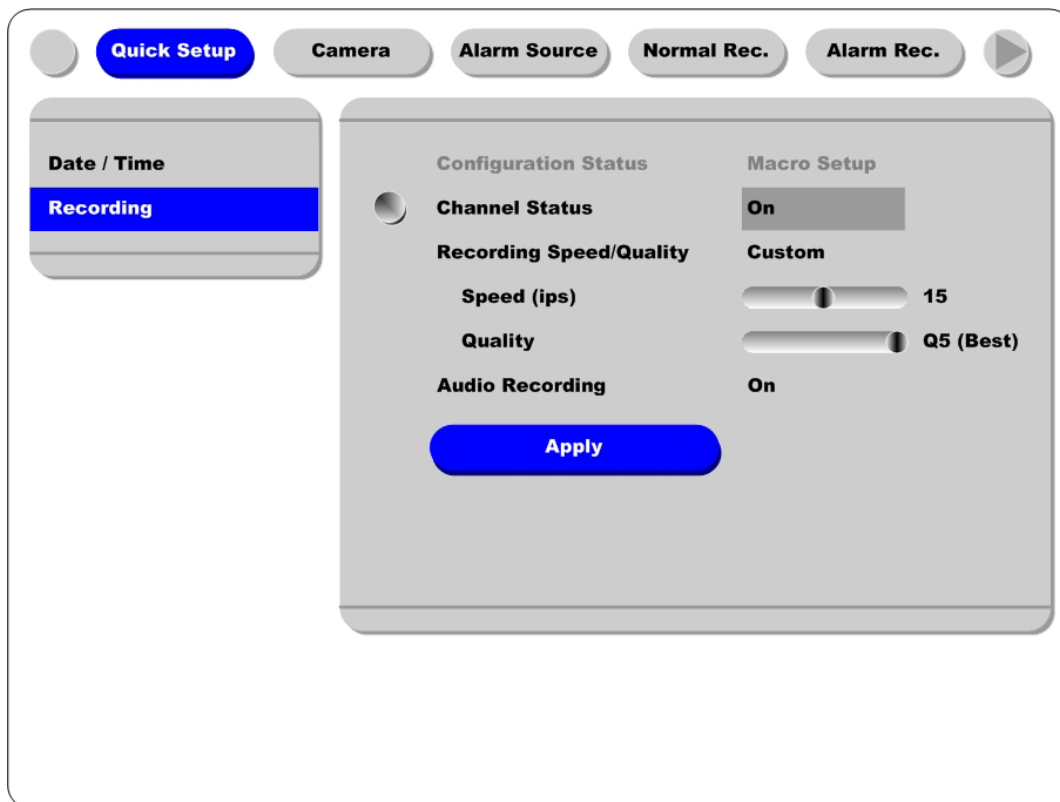 Quick Setup Camera Alarm Source Normal Rec. Alarm Rec.
Date / Time
Recording
Configuration Status Macro Setup
Channel Status On
Recording Speed/Quality Custom
Speed (ips) 15
Quality Q5 (Best)
Audio Recording On
Apply